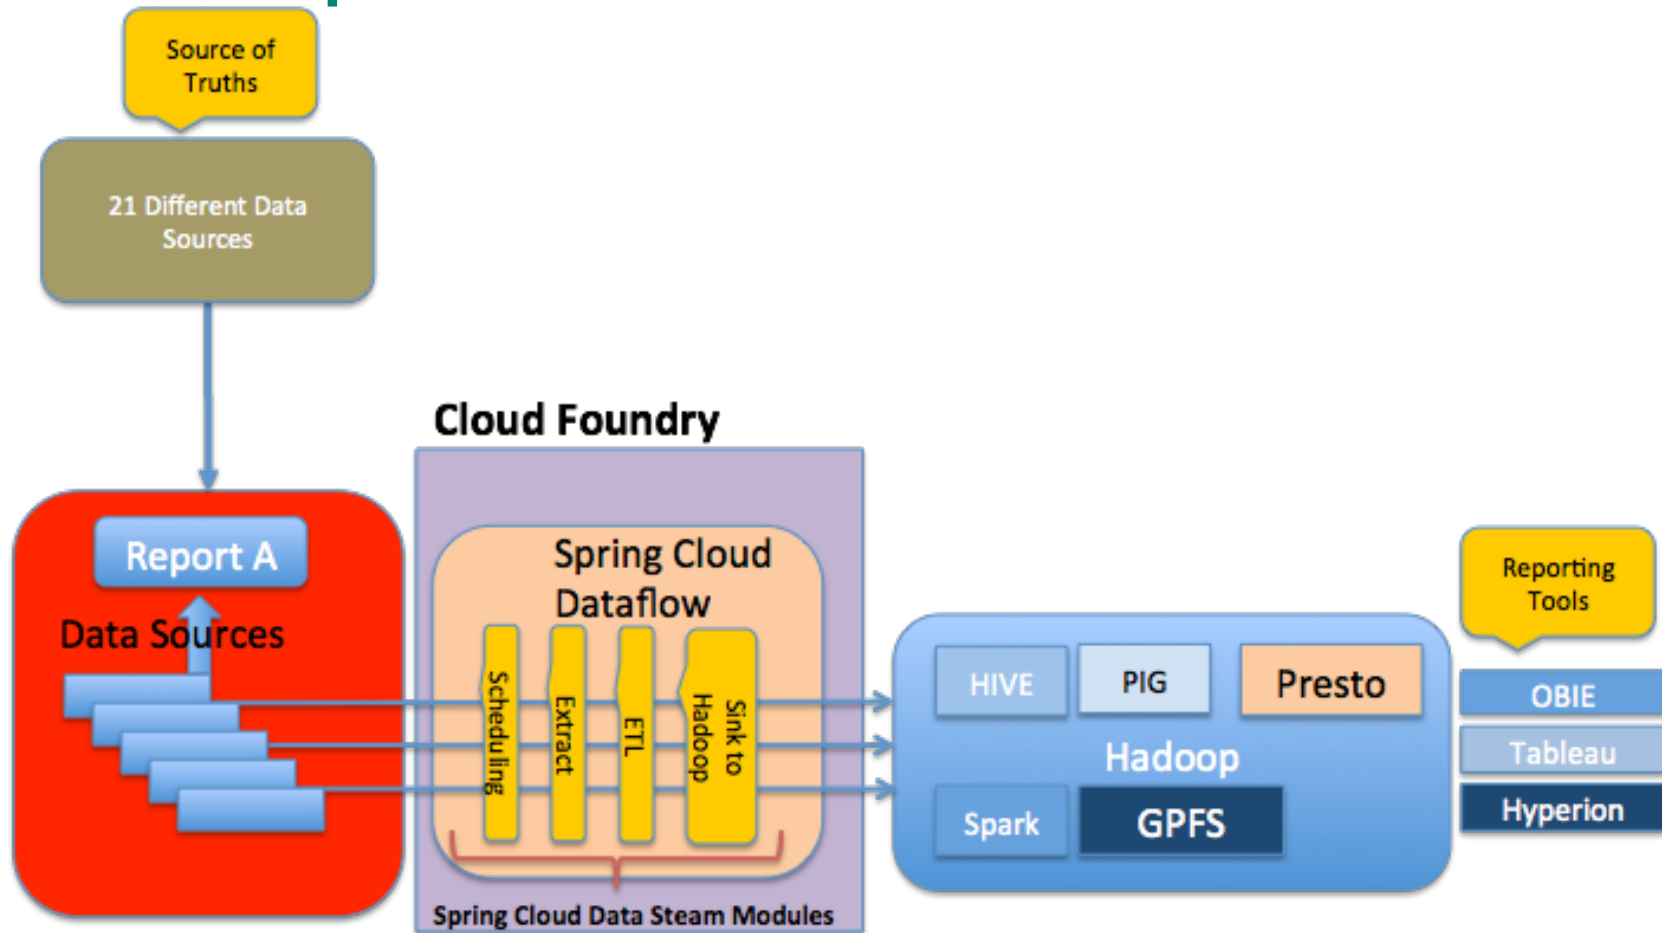 Source of
Truths
21 Different Data
Sources
Cloud Foundry
Report A
Data Sources
Spring Cloud
Dataflow
Scheduling
Extract
ETL
Sink to
Hadoop
Spring Cloud Data Steam Modules
HIVE
PIG
Presto
Hadoop
Spark
GPFS
Reporting
Tools
OBIE
Tableau
Hyperion